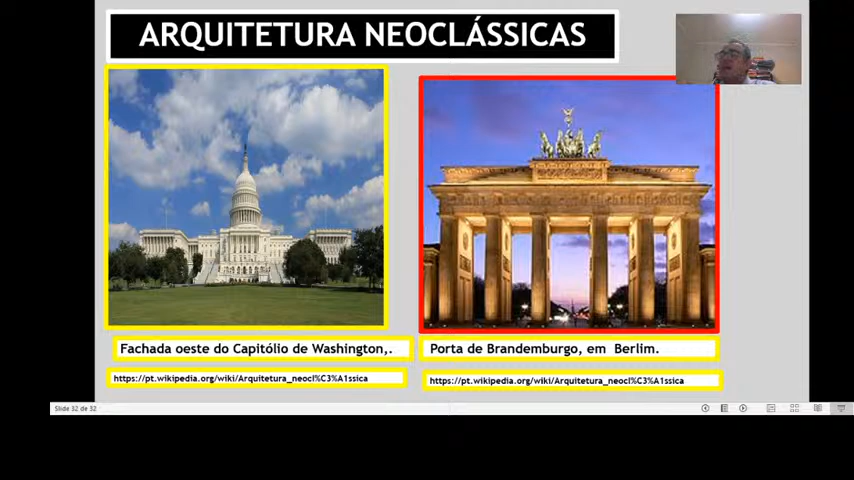 ARQUITETURA NEOCLÁSSICAS
Fachada oeste do Capitólio de Washington,.
Porta de Brandemburgo, em Berlim.
https://pt.wikipedia.org/wiki/Arquitetura_neocl%C3%A1ssica
https://pt.wikipedia.org/wiki/Arquitetura_neocl%C3%A1ssica
Slide 32 de 32